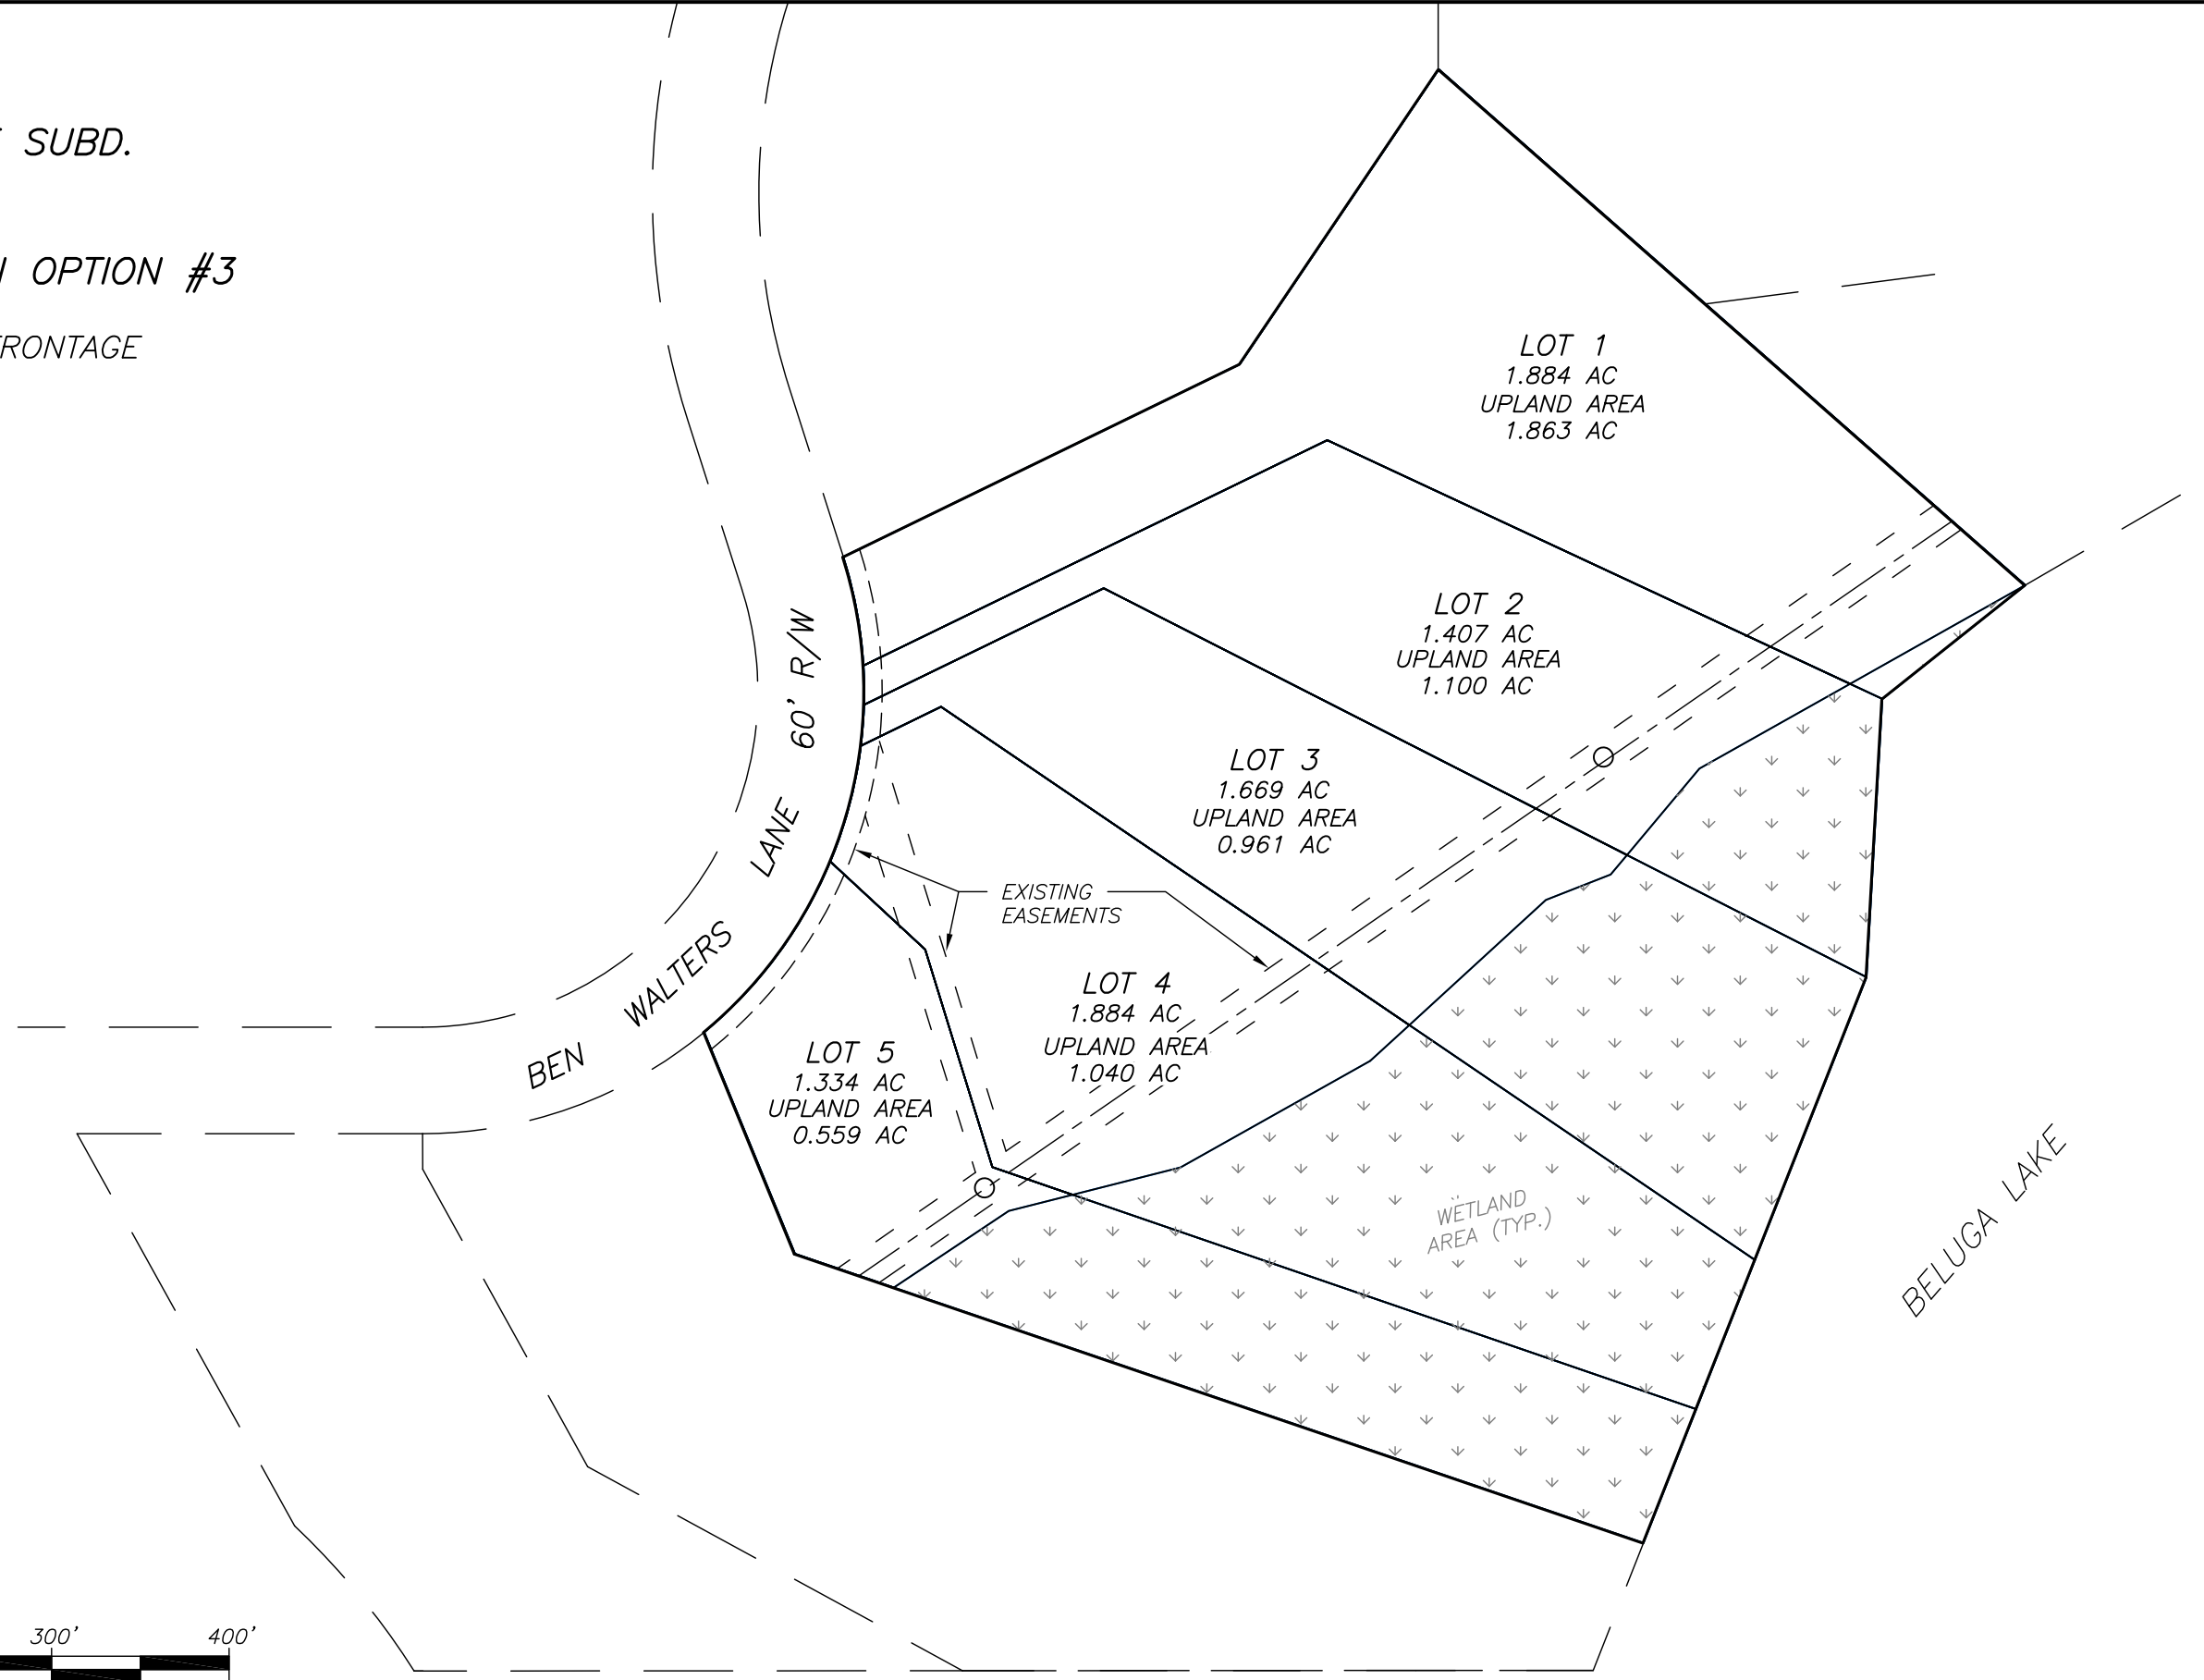 SUBD.
OPTION #3
LOT 1
1.884 AC
UPLAND AREA
1.863 AC
LOT 2
1.407 AC
UPLAND AREA
1.100 AC
LOT 3
1.669 AC
UPLAND AREA
0.961 AC
EXISTING
EASEMENTS
LOT 4
1.884 AC
UPLAND AREA
1.040 AC
LOT 5
1.334 AC
UPLAND AREA
0.559 AC
BEN WALTERS LANE 60' R/W
WETLAND
AREA (TYP.)
BELUGA LAKE
300' 400'